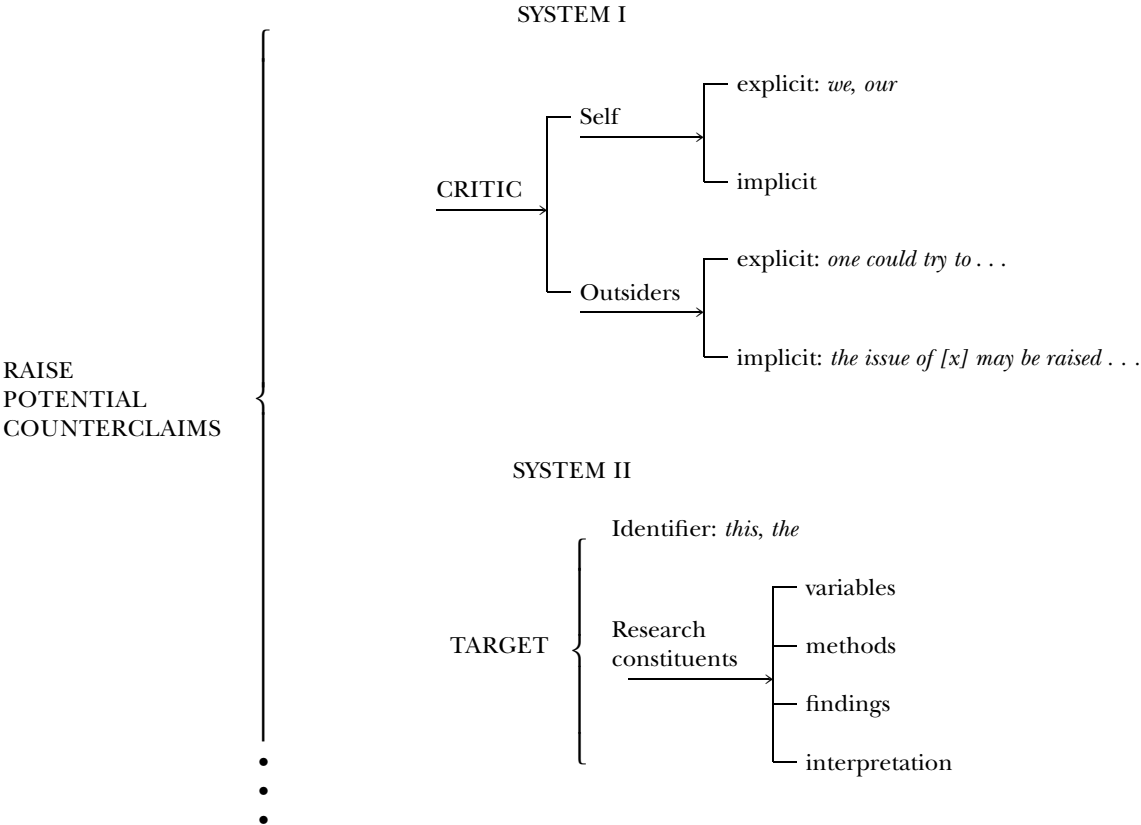 SYSTEM I
explicit: we, our
Self
implicit
CRITIC
explicit: one could try to . . .
Outsiders
implicit: the issue of [x] may be raised . . .
RAISE
POTENTIAL
COUNTERCLAIMS
SYSTEM II
Identifier: this, the
variables
Research
constituents
TARGET
methods
findings
interpretation